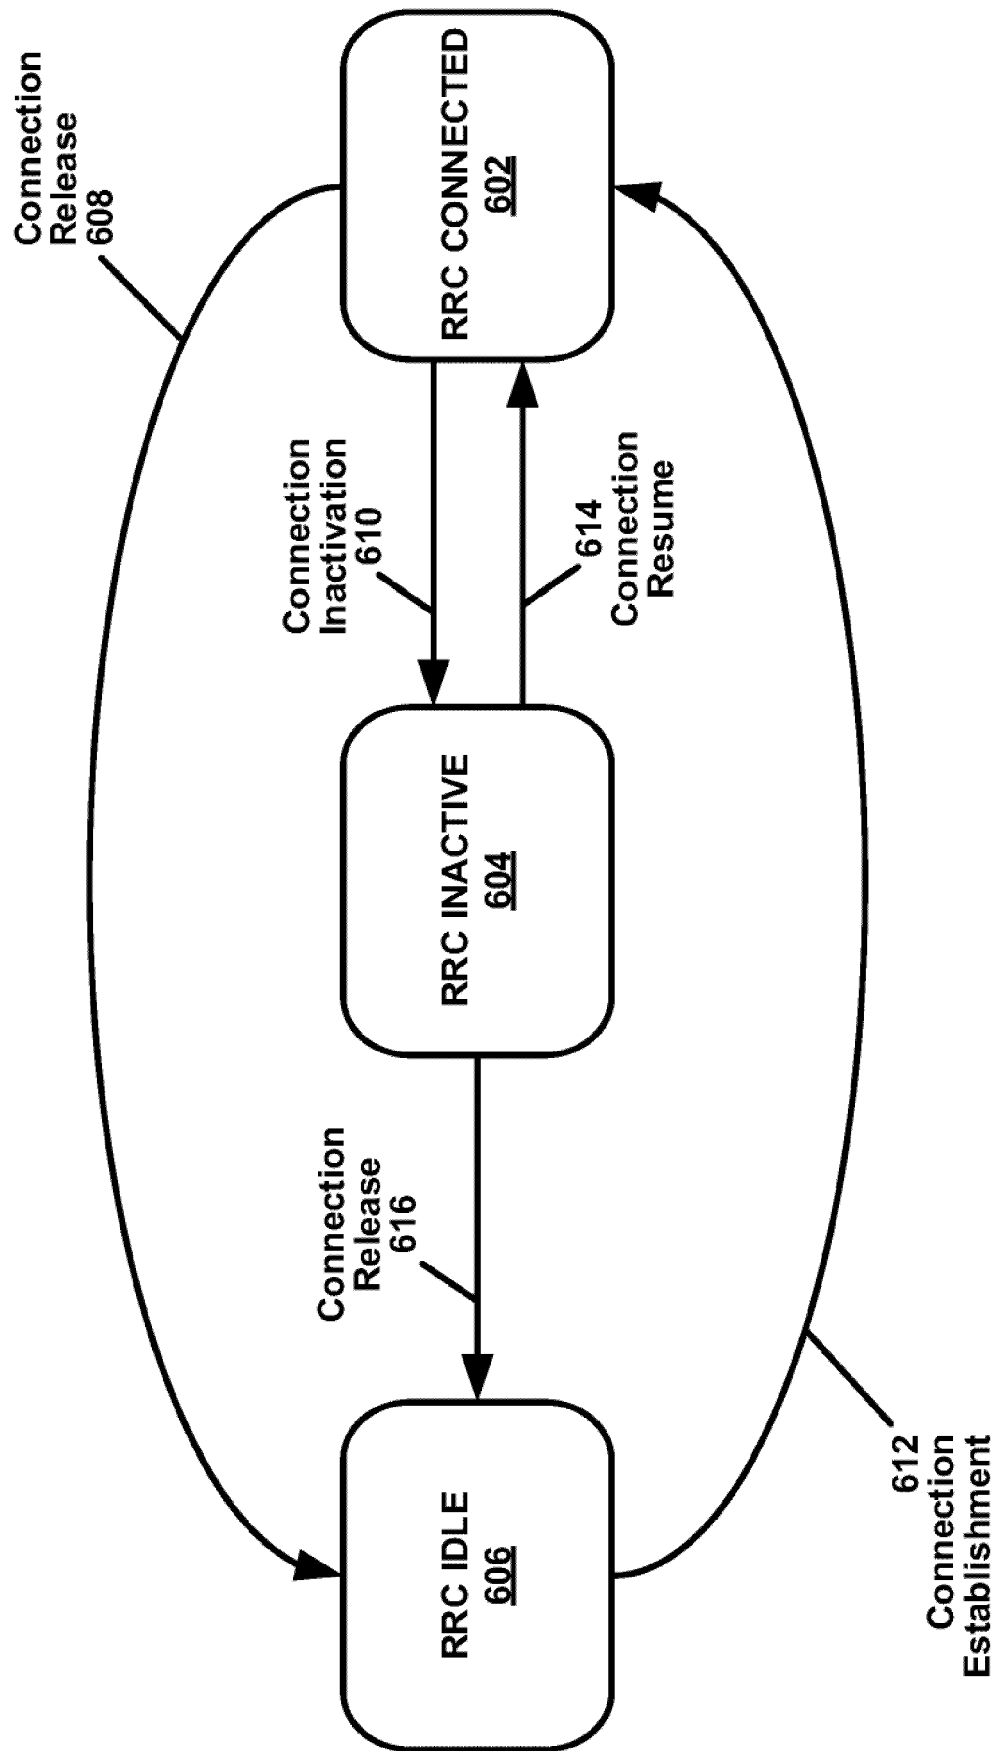 Connection
Release
608
RRC IDLE
606
Connection
Release
616
RRC INACTIVE
604
Connection
Inactivation
610
614
Connection
Resume
RRC CONNECTED
602
612
Connection
Establishment